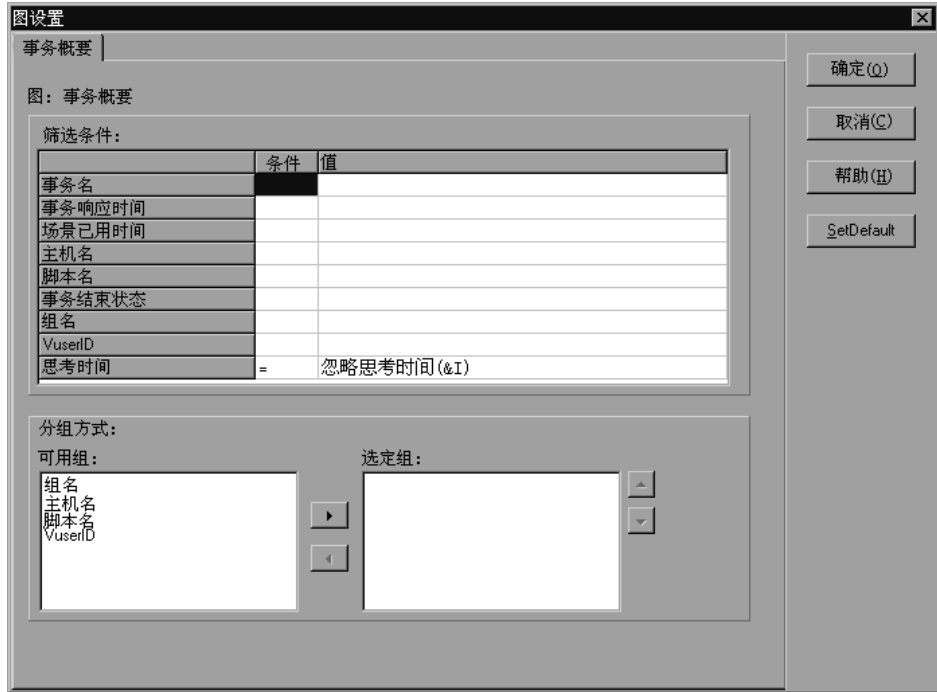 图设置
事务概要
图: 事务概要
筛选条件:
条件 值
事务名
事务响应时间
场景已用时间
主机名
脚本名
事务结束状态
组名
VuserID
思考时间 = 忽略思考时间(&I)
分组方式:
可用组:
组名
主机名
脚本名
VuserID
选定组:
确定(O)
取消(C)
帮助(H)
SetDefault